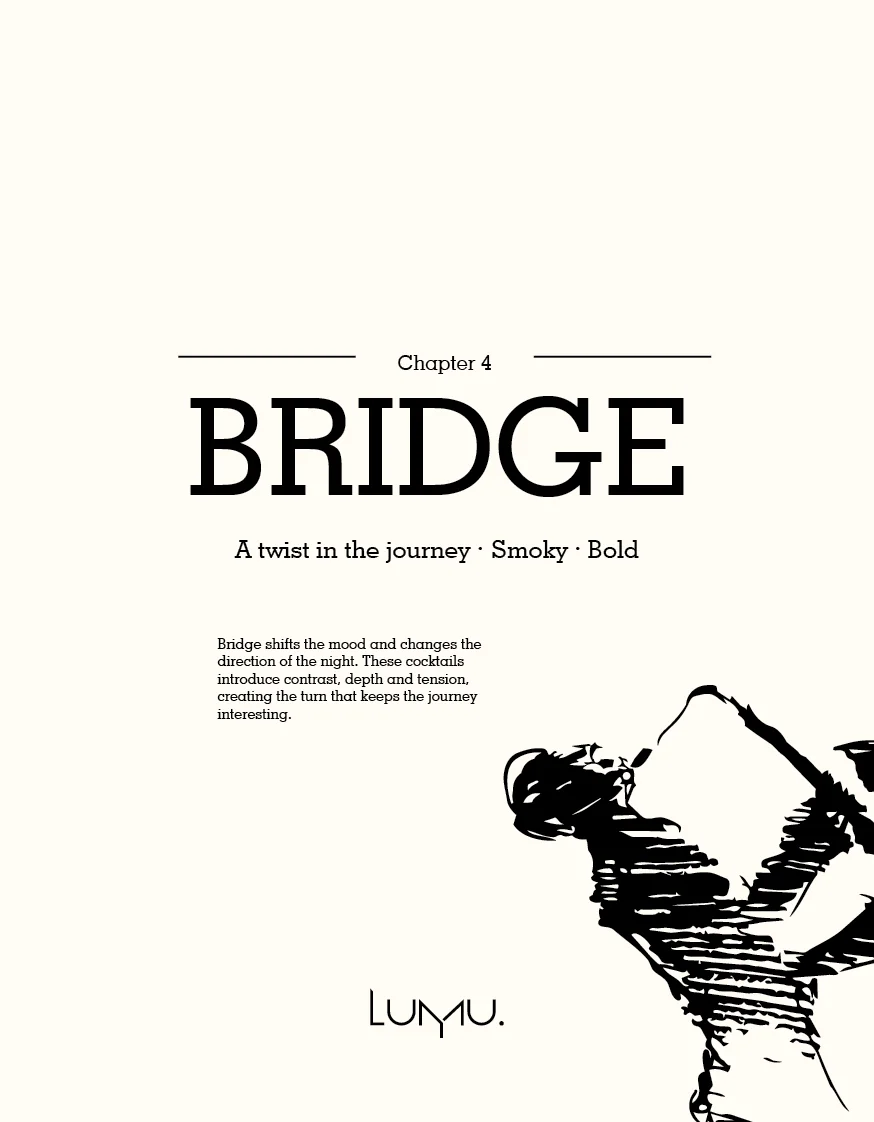 Chapter 4
BRIDGE
A twist in the journey · Smoky · Bold
Bridge shifts the mood and changes the
direction of the night. These cocktails
introduce contrast, depth and tension,
creating the turn that keeps the journey
interesting.
LUMU.